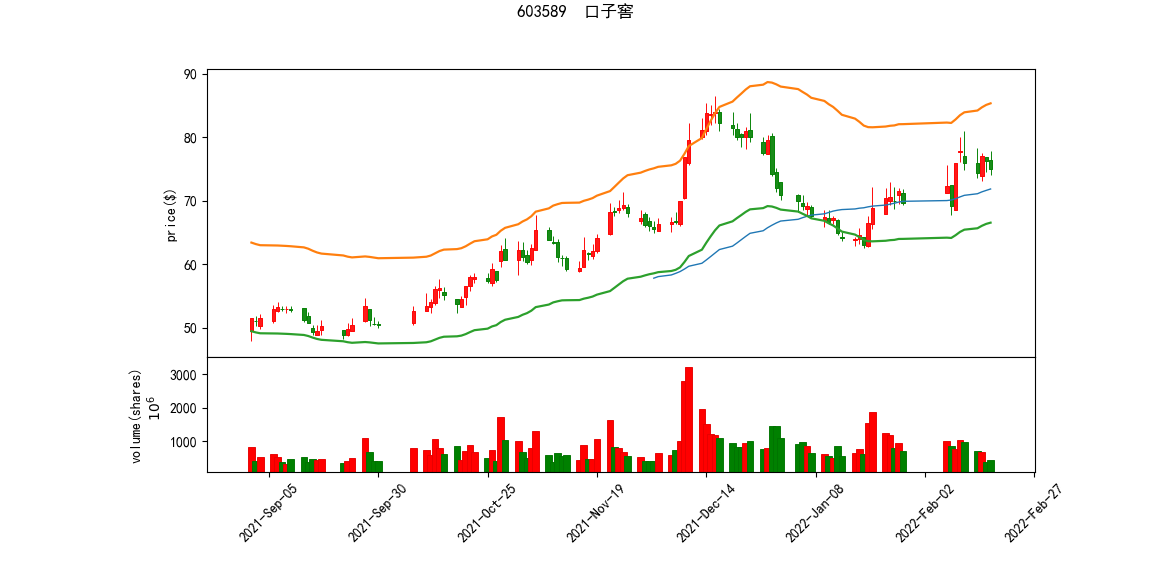 603589 口子窖
90
80
70
60
50
price($)
3000
2000
1000
volume(shares)
10^6
2021-Sep-05
2021-Sep-30
2021-Oct-25
2021-Nov-19
2021-Dec-14
2022-Jan-08
2022-Feb-02
2022-Feb-27